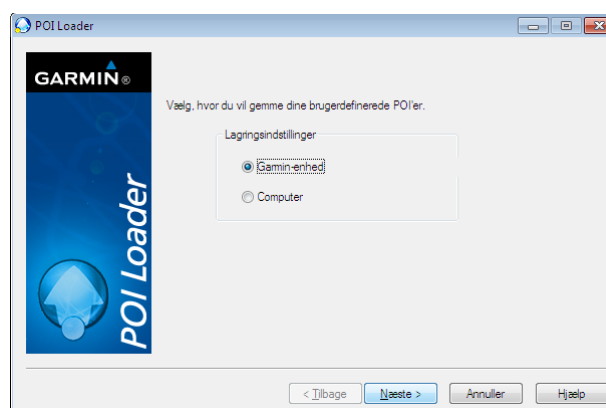 POI Loader
GARMIN®
Vælg, hvor du vil gemme dine brugerdefinerede POI'er.
Lagringsindstillinger
Garmin-enhed
Computer
POI Loader
< Tilbage
Næste >
Annuller
Hjælp